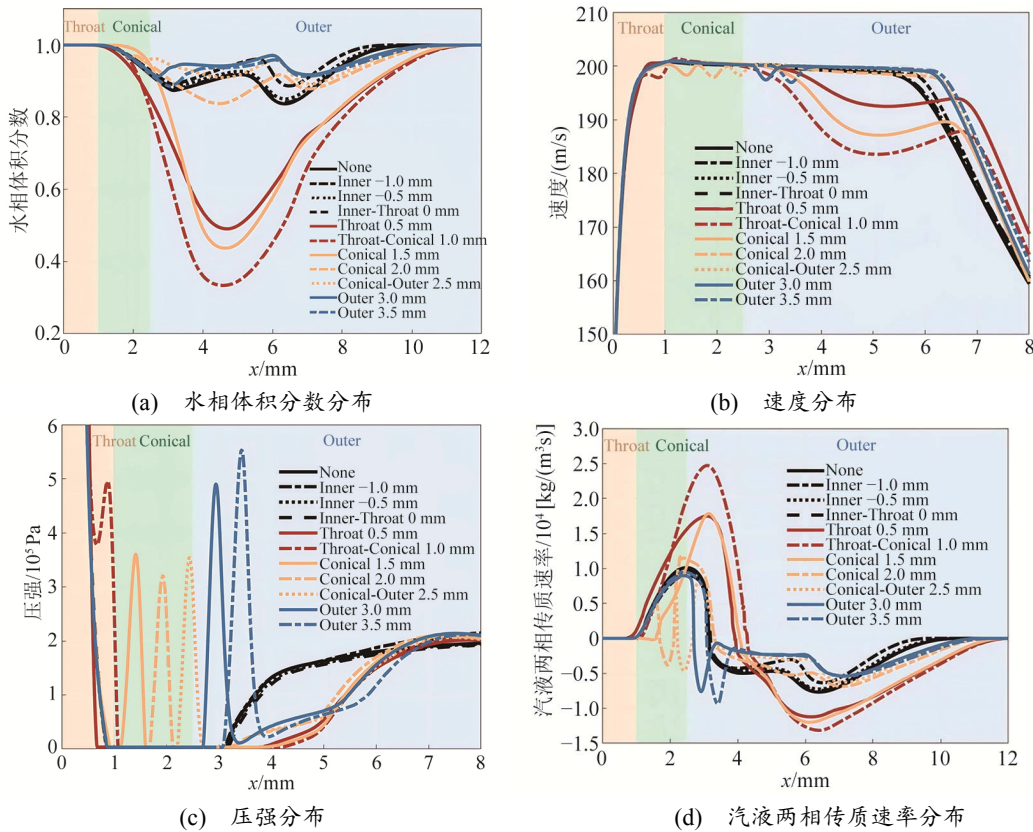 Throat Conical Outer
1.0
0.8
0.6
0.4
0.2
水相体积分数
None
Inner −1.0 mm
Inner −0.5 mm
Inner-Throat 0 mm
Throat 0.5 mm
Throat-Conical 1.0 mm
Conical 1.5 mm
Conical 2.0 mm
Conical-Outer 2.5 mm
Outer 3.0 mm
Outer 3.5 mm
0 2 4 6 8 10 12
x/mm
(a) 水相体积分数分布
Throat Conical Outer
210
200
190
180
170
160
150
速度/(m/s)
None
Inner −1.0 mm
Inner −0.5 mm
Inner-Throat 0 mm
Throat 0.5 mm
Throat-Conical 1.0 mm
Conical 1.5 mm
Conical 2.0 mm
Conical-Outer 2.5 mm
Outer 3.0 mm
Outer 3.5 mm
0 1 2 3 4 5 6 7 8
x/mm
(b) 速度分布
Throat Conical Outer
6
5
4
3
2
1
0
压强/10⁵ Pa
None
Inner −1.0 mm
Inner −0.5 mm
Inner-Throat 0 mm
Throat 0.5 mm
Throat-Conical 1.0 mm
Conical 1.5 mm
Conical 2.0 mm
Conical-Outer 2.5 mm
Outer 3.0 mm
Outer 3.5 mm
0 1 2 3 4 5 6 7 8
x/mm
(c) 压强分布
Throat Conical Outer
3.0
2.5
2.0
1.5
1.0
0.5
0
−0.5
−1.0
−1.5
汽液两相传质速率/10⁴ [kg/(m³s)]
None
Inner −1.0 mm
Inner −0.5 mm
Inner-Throat 0 mm
Throat 0.5 mm
Throat-Conical 1.0 mm
Conical 1.5 mm
Conical 2.0 mm
Conical-Outer 2.5 mm
Outer 3.0 mm
Outer 3.5 mm
0 2 4 6 8 10 12
x/mm
(d) 汽液两相传质速率分布